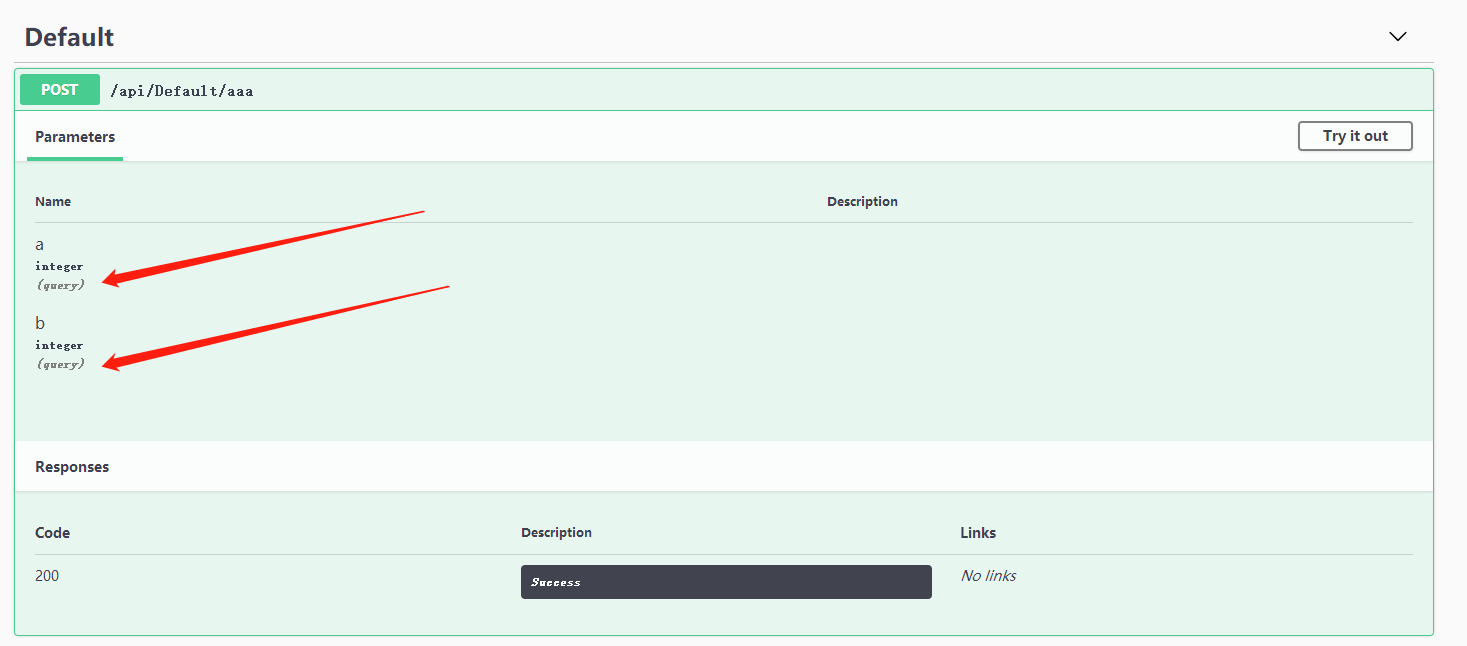 Default
POST /api/Default/aaa
Parameters
Try it out
Name Description
a
integer
(query)
b
integer
(query)
Responses
Code Description Links
200 Success No links